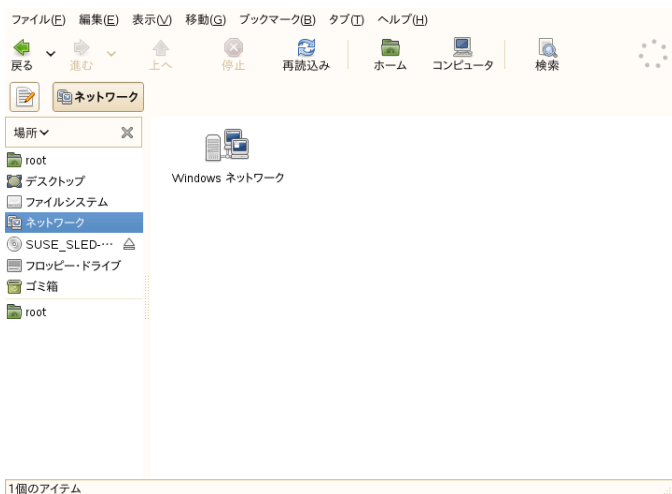 ファイル(F) 編集(E) 表示(V) 移動(G) ブックマーク(B) タブ(T) ヘルプ(H)
戻る 進む 上へ 停止 再読込み ホーム コンピュータ 検索
ネットワーク
場所
root
デスクトップ
ファイルシステム
ネットワーク
SUSE_SLED-…
フロッピー・ドライブ
ゴミ箱
root
Windows ネットワーク
1個のアイテム